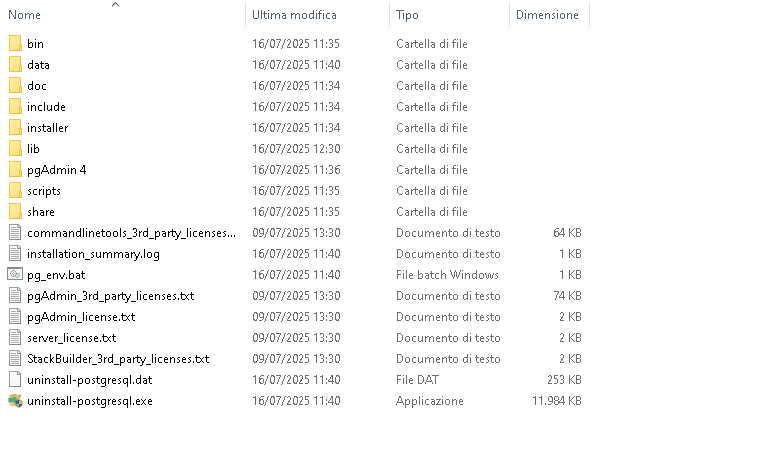 Nome Ultima modifica Tipo Dimensione
bin 16/07/2025 11:35 Cartella di file
data 16/07/2025 11:40 Cartella di file
doc 16/07/2025 11:34 Cartella di file
include 16/07/2025 11:34 Cartella di file
installer 16/07/2025 11:34 Cartella di file
lib 16/07/2025 12:30 Cartella di file
pgAdmin 4 16/07/2025 11:36 Cartella di file
scripts 16/07/2025 11:35 Cartella di file
share 16/07/2025 11:35 Cartella di file
commandlinetools_3rd_party_licenses... 09/07/2025 13:30 Documento di testo 64 KB
installation_summary.log 16/07/2025 11:40 Documento di testo 1 KB
pg_env.bat 16/07/2025 11:40 File batch Windows 1 KB
pgAdmin_3rd_party_licenses.txt 09/07/2025 13:30 Documento di testo 74 KB
pgAdmin_license.txt 09/07/2025 13:30 Documento di testo 2 KB
server_license.txt 09/07/2025 13:30 Documento di testo 2 KB
StackBuilder_3rd_party_licenses.txt 09/07/2025 13:30 Documento di testo 2 KB
uninstall-postgresql.dat 16/07/2025 11:40 File DAT 253 KB
uninstall-postgresql.exe 16/07/2025 11:40 Applicazione 11.984 KB